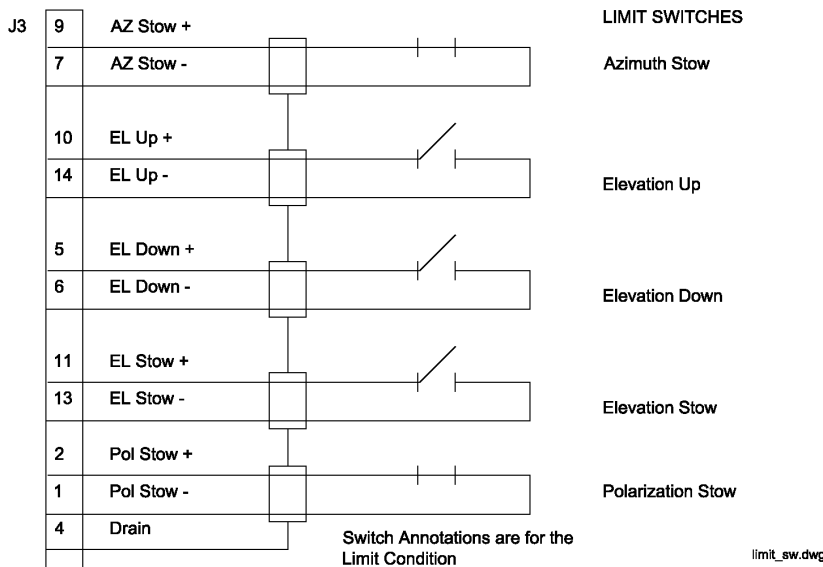 LIMIT SWITCHES
J3 9 AZ Stow +
7 AZ Stow - Azimuth Stow
10 EL Up +
14 EL Up - Elevation Up
5 EL Down +
6 EL Down - Elevation Down
11 EL Stow +
13 EL Stow - Elevation Stow
2 Pol Stow +
1 Pol Stow - Polarization Stow
4 Drain
Switch Annotations are for the
Limit Condition
limit_sw.dwg